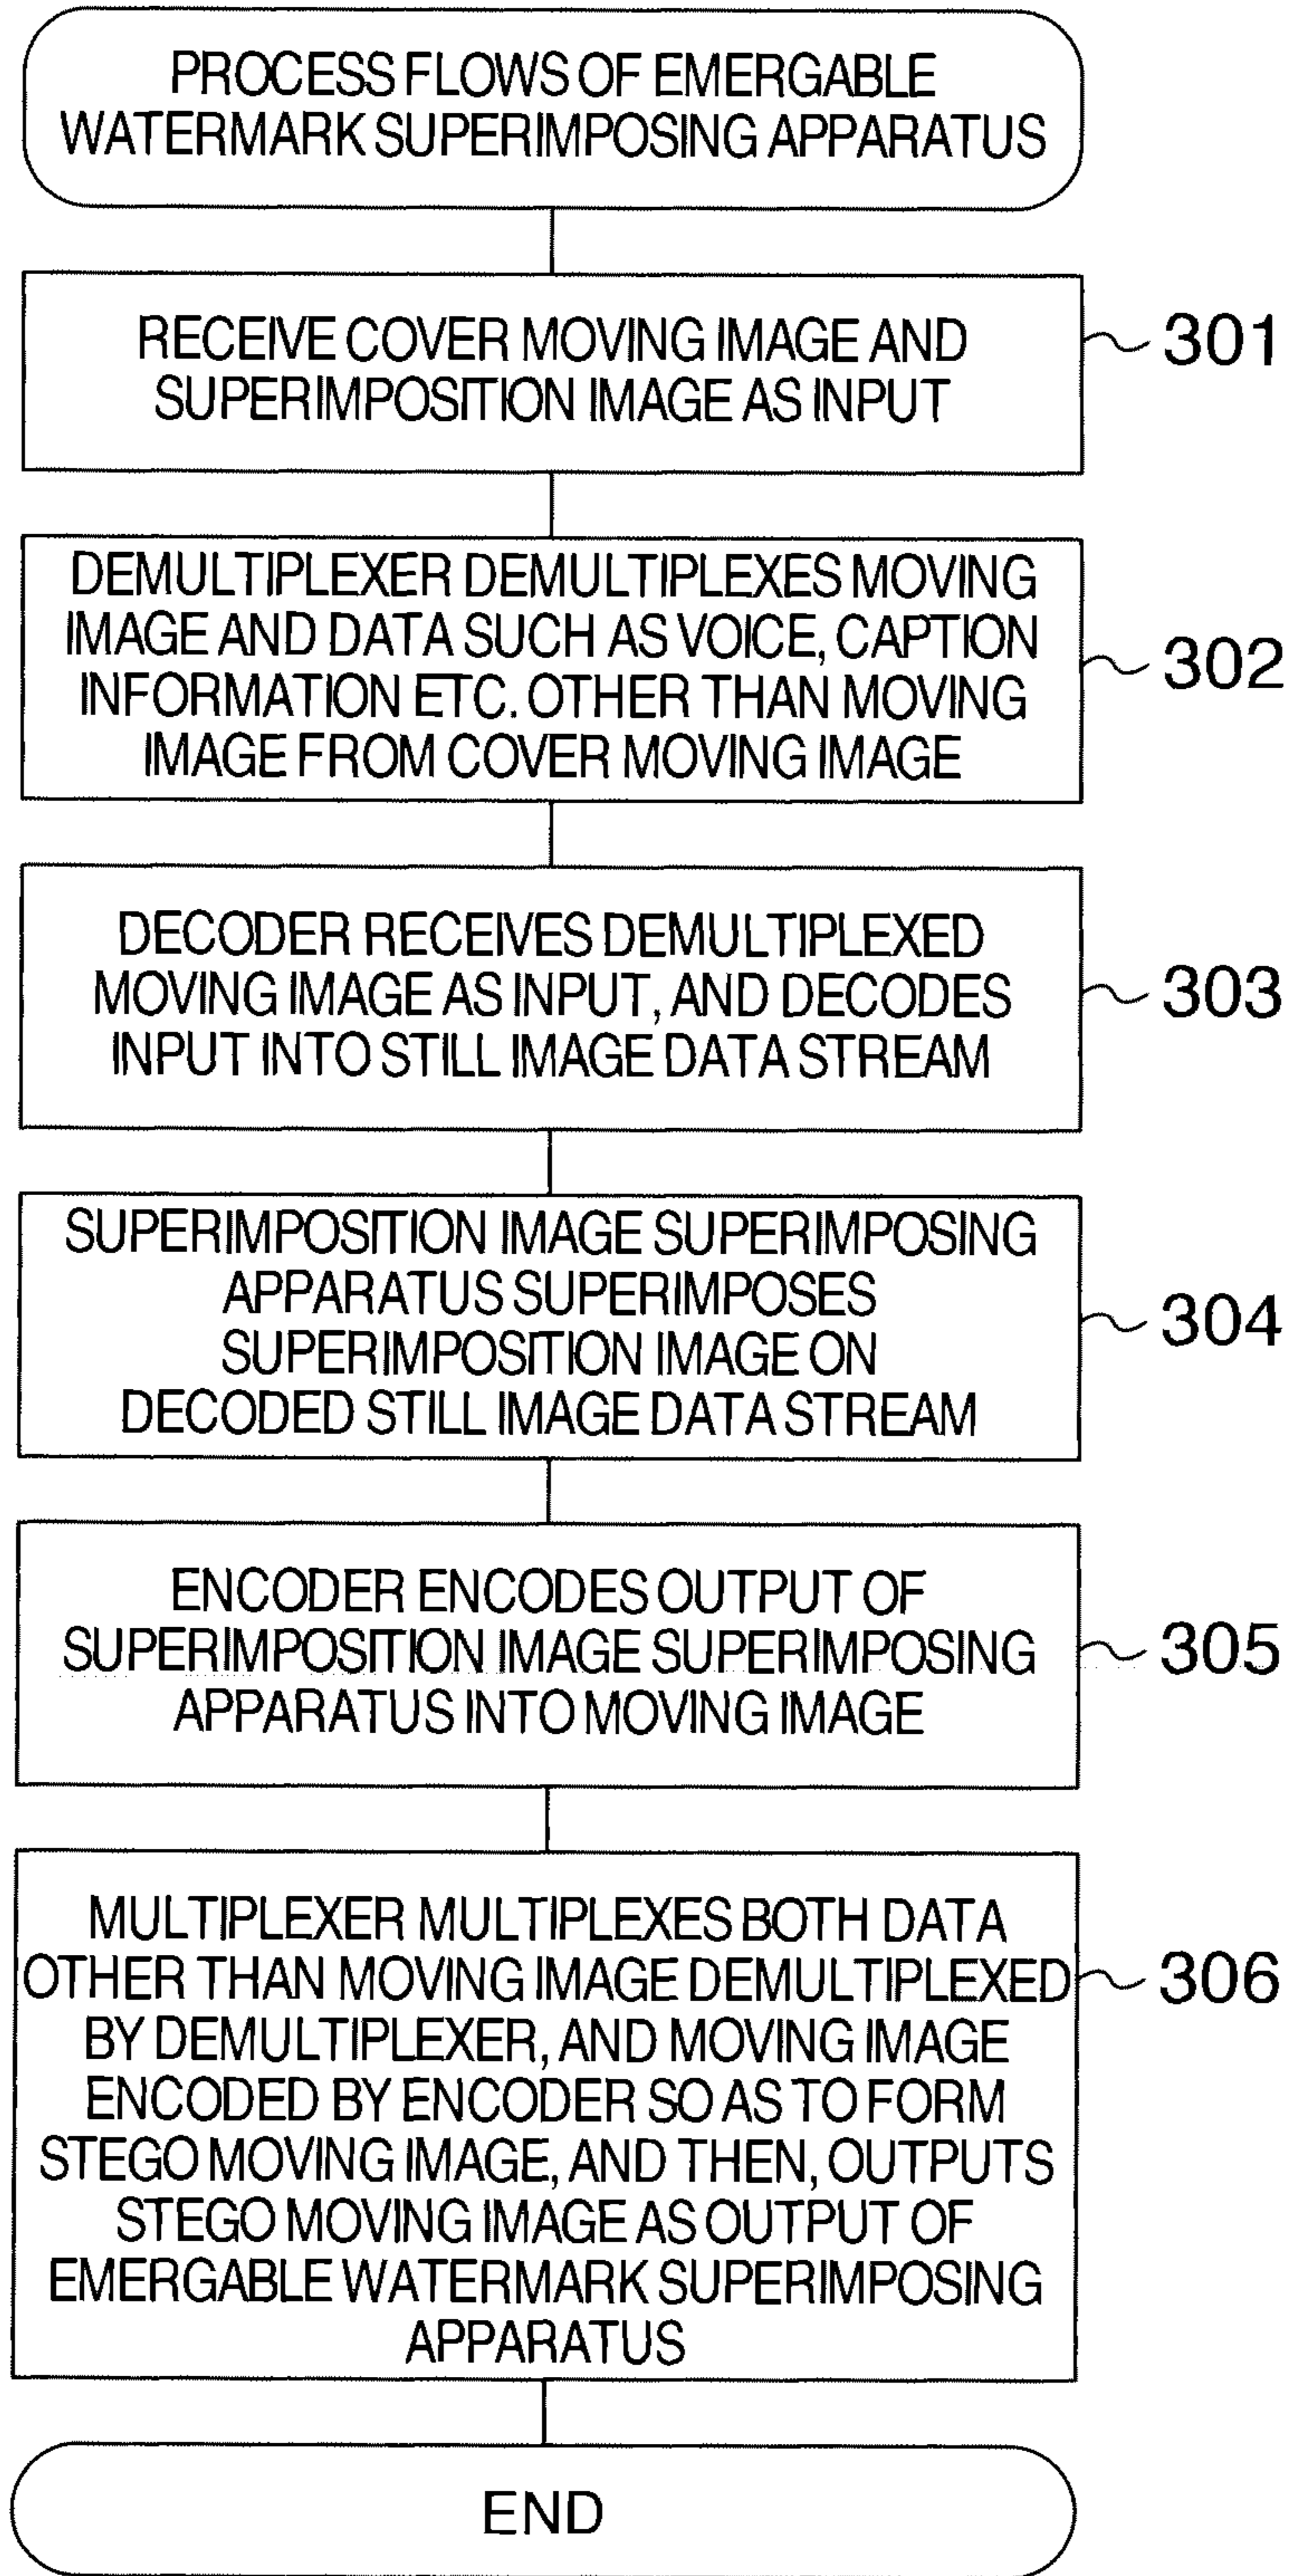 PROCESS FLOWS OF EMERGABLE
WATERMARK SUPERIMPOSING APPARATUS
RECEIVE COVER MOVING IMAGE AND
SUPERIMPOSITION IMAGE AS INPUT
301
DEMULTIPLEXER DEMULTIPLEXES MOVING
IMAGE AND DATA SUCH AS VOICE, CAPTION
INFORMATION ETC. OTHER THAN MOVING
IMAGE FROM COVER MOVING IMAGE
302
DECODER RECEIVES DEMULTIPLEXED
MOVING IMAGE AS INPUT, AND DECODES
INPUT INTO STILL IMAGE DATA STREAM
303
SUPERIMPOSITION IMAGE SUPERIMPOSING
APPARATUS SUPERIMPOSES
SUPERIMPOSITION IMAGE ON
DECODED STILL IMAGE DATA STREAM
304
ENCODER ENCODES OUTPUT OF
SUPERIMPOSITION IMAGE SUPERIMPOSING
APPARATUS INTO MOVING IMAGE
305
MULTIPLEXER MULTIPLEXES BOTH DATA
OTHER THAN MOVING IMAGE DEMULTIPLEXED
BY DEMULTIPLEXER, AND MOVING IMAGE
ENCODED BY ENCODER SO AS TO FORM
STEGO MOVING IMAGE, AND THEN, OUTPUTS
STEGO MOVING IMAGE AS OUTPUT OF
EMERGABLE WATERMARK SUPERIMPOSING
APPARATUS
306
END